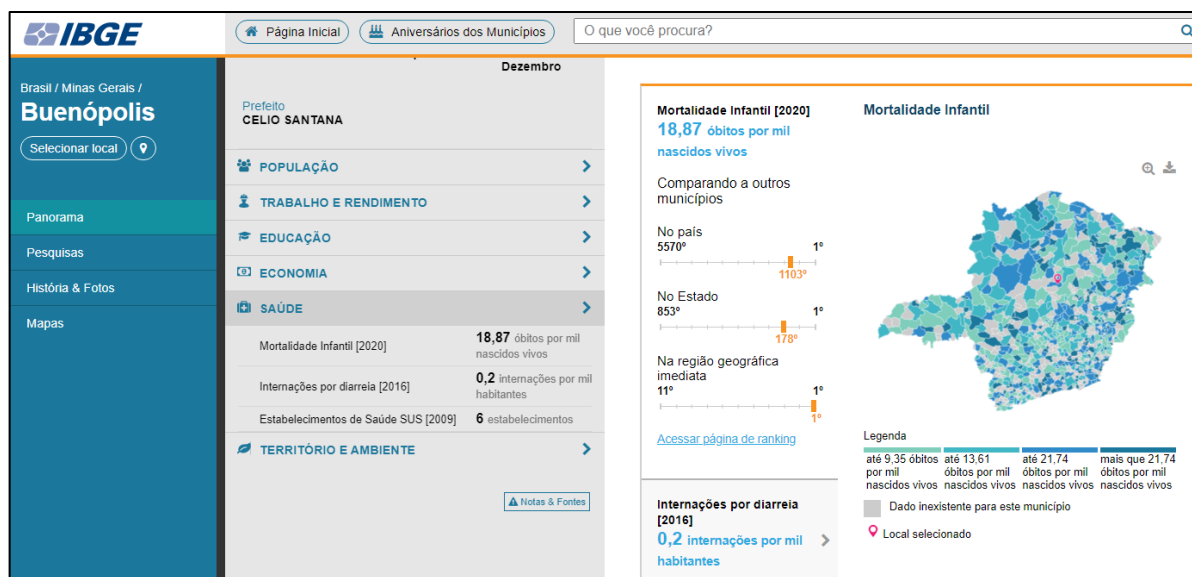 IBGE
Página Inicial
Aniversários dos Municípios
O que você procura?
Brasil / Minas Gerais /
Buenópolis
Selecionar local
Panorama
Pesquisas
História & Fotos
Mapas
Dezembro
Prefeito
CELIO SANTANA
POPULAÇÃO
TRABALHO E RENDIMENTO
EDUCAÇÃO
ECONOMIA
SAÚDE
Mortalidade Infantil [2020]
18,87 óbitos por mil
nascidos vivos
Internações por diarreia [2016]
0,2 internações por mil
habitantes
Estabelecimentos de Saúde SUS [2009]
6 estabelecimentos
TERRITÓRIO E AMBIENTE
Notas & Fontes
Mortalidade Infantil [2020]
18,87 óbitos por mil
nascidos vivos
Comparando a outros
municípios
No país
5570º 1º
1103º
No Estado
853º 1º
178º
Na região geográfica
imediata
11º 1º
1º
Acessar página de ranking
Internações por diarreia
[2016]
0,2 internações por mil
habitantes
Mortalidade Infantil
Legenda
até 9,35 óbitos
por mil
nascidos vivos
até 13,61
óbitos por mil
nascidos vivos
até 21,74
óbitos por mil
nascidos vivos
mais que 21,74
óbitos por mil
nascidos vivos
Dado inexistente para este município
Local selecionado